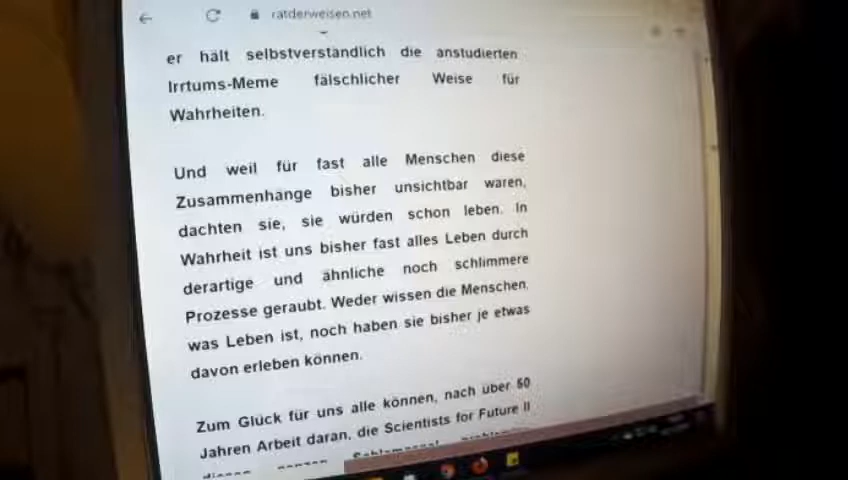 ratderweisen.net
er hält selbstverständlich die anstudierten
Irrtums-Meme fälschlicher Weise für
Wahrheiten.
Und weil für fast alle Menschen diese
Zusammenhänge bisher unsichtbar waren,
dachten sie, sie würden schon leben. In
Wahrheit ist uns bisher fast alles Leben durch
derartige und ähnliche noch schlimmere
Prozesse geraubt. Weder wissen die Menschen,
was Leben ist, noch haben sie bisher je etwas
davon erleben können.
Zum Glück für uns alle können, nach über 50
Jahren Arbeit daran, die Scientists for Future II